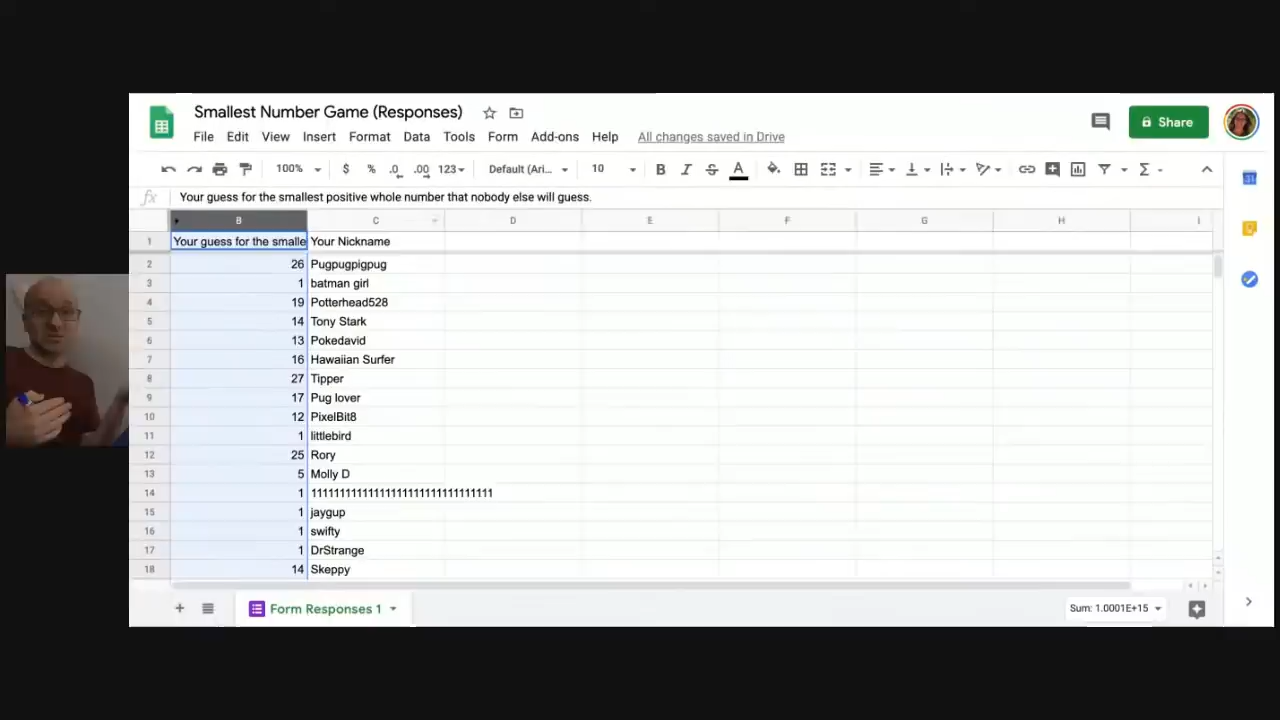 Smallest Number Game (Responses)
File Edit View Insert Format Data Tools Form Add-ons Help All changes saved in Drive
Share
100% $ % .0 .00 123 Default (Ari... 10 B I S A
fx Your guess for the smallest positive whole number that nobody else will guess.
B C D E F G H I
1 Your guess for the smalle Your Nickname
2 26 Pugpugpigpug
3 1 batman girl
4 19 Potterhead528
5 14 Tony Stark
6 13 Pokedavid
7 16 Hawaiian Surfer
8 27 Tipper
9 17 Pug lover
10 12 PixelBit8
11 1 littlebird
12 25 Rory
13 5 Molly D
14 1 111111111111111111111111111111111
15 1 jaygup
16 1 swifty
17 1 DrStrange
18 14 Skeppy
Form Responses 1
Sum: 1.0001E+15
31